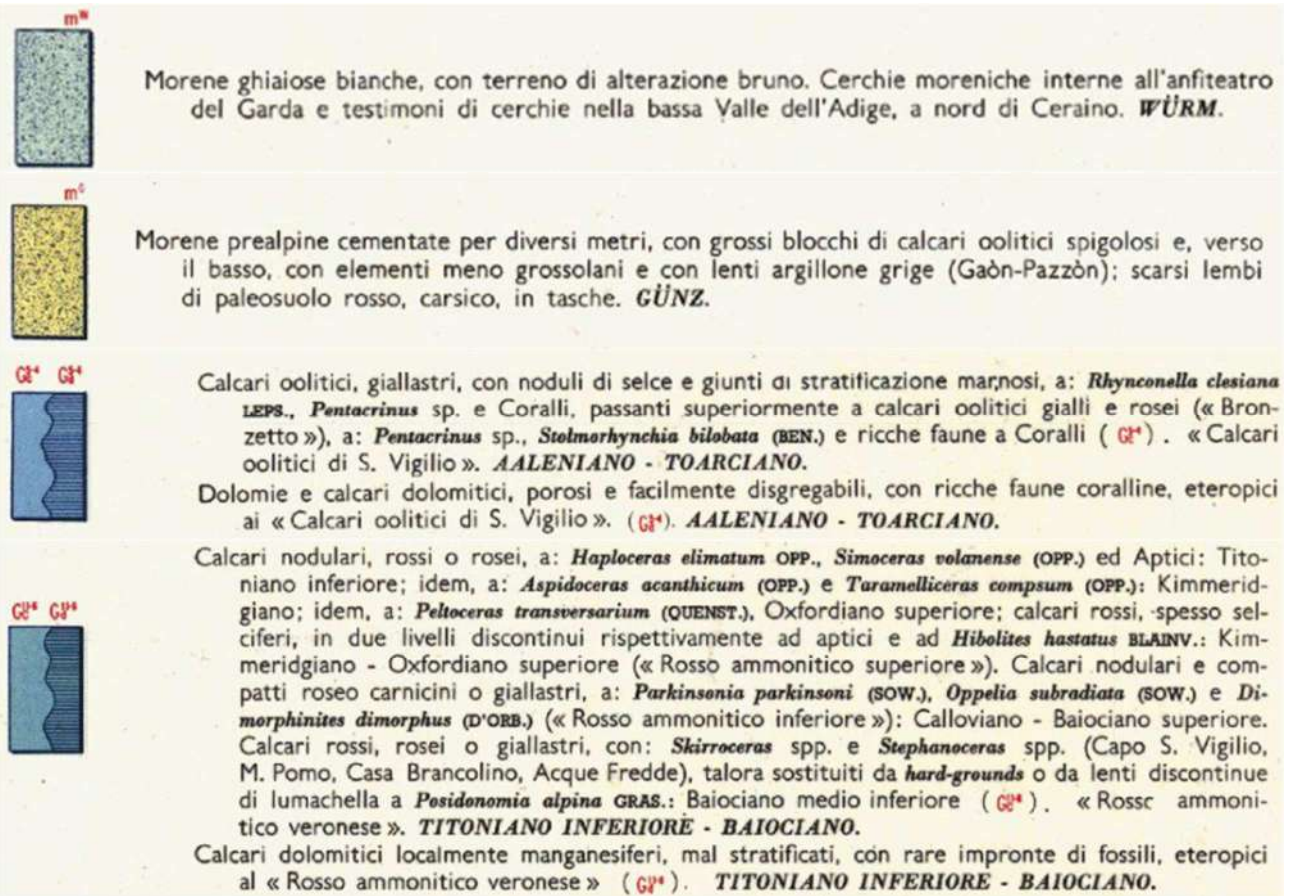 m
Morene ghiaiose bianche, con terreno di alterazione bruno. Cerchie moreniche interne all'anfiteatro
del Garda e testimoni di cerchie nella bassa Valle dell'Adige, a nord di Ceraino. WÜRM.
m
Morene prealpine cementate per diversi metri, con grossi blocchi di calcari oolitici spigolosi e, verso
il basso, con elementi meno grossolani e con lenti argillone grige (Gaòn-Pazzòn); scarsi lembi
di paleosuolo rosso, carsico, in tasche. GÜNZ.
Calcari oolitici, giallastri, con noduli di selce e giunti di stratificazione marnosi, a: Rhynconella clesiana
LEPS., Pentacrinus sp. e Coralli, passanti superiormente a calcari oolitici gialli e rosei (« Bron-
zetto »), a: Pentacrinus sp., Stolmorhynchia bilobata (BEN.) e ricche faune a Coralli ( ) . « Calcari
oolitici di S. Vigilio ». AALENIANO - TOARCIANO.
Dolomie e calcari dolomitici, porosi e facilmente disgregabili, con ricche faune coralline, eteropici
ai « Calcari oolitici di S. Vigilio ». ( ). AALENIANO - TOARCIANO.
Calcari nodulari, rossi o rosei, a: Haploceras elimatum OPP., Simoceras volanense (OPP.) ed Aptici: Tito-
niano inferiore; idem, a: Aspidoceras acanthicum (OPP.) e Taramelliceras compsum (OPP.): Kimmerid-
giano; idem, a: Peltoceras transversarium (QUENST.), Oxfordiano superiore; calcari rossi, spesso sel-
ciferi, in due livelli discontinui rispettivamente ad aptici e ad Hibolites hastatus BLAINV.: Kim-
meridgiano - Oxfordiano superiore (« Rosso ammonitico superiore »). Calcari nodulari e com-
patti roseo carnicini o giallastri, a: Parkinsonia parkinsoni (SOW.), Oppelia subradiata (SOW.) e Di-
morphinites dimorphus (D'ORB.) (« Rosso ammonitico inferiore »): Calloviano - Baiociano superiore.
Calcari rossi, rosei o giallastri, con: Skirroceras spp. e Stephanoceras spp. (Capo S. Vigilio,
M. Pomo, Casa Brancolino, Acque Fredde), talora sostituiti da hard-grounds o da lenti discontinue
di lumachella a Posidonomia alpina GRAS.: Baiociano medio inferiore ( ). « Rosso ammoni-
tico veronese ». TITONIANO INFERIORE - BAIOCIANO.
Calcari dolomitici localmente manganesiferi, mal stratificati, con rare impronte di fossili, eteropici
al « Rosso ammonitico veronese » ( ). TITONIANO INFERIORE - BAIOCIANO.